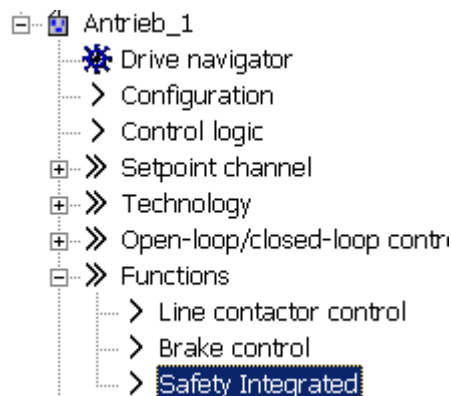 Antrieb_1
Drive navigator
Configuration
Control logic
Setpoint channel
Technology
Open-loop/closed-loop contr
Functions
Line contactor control
Brake control
Safety Integrated